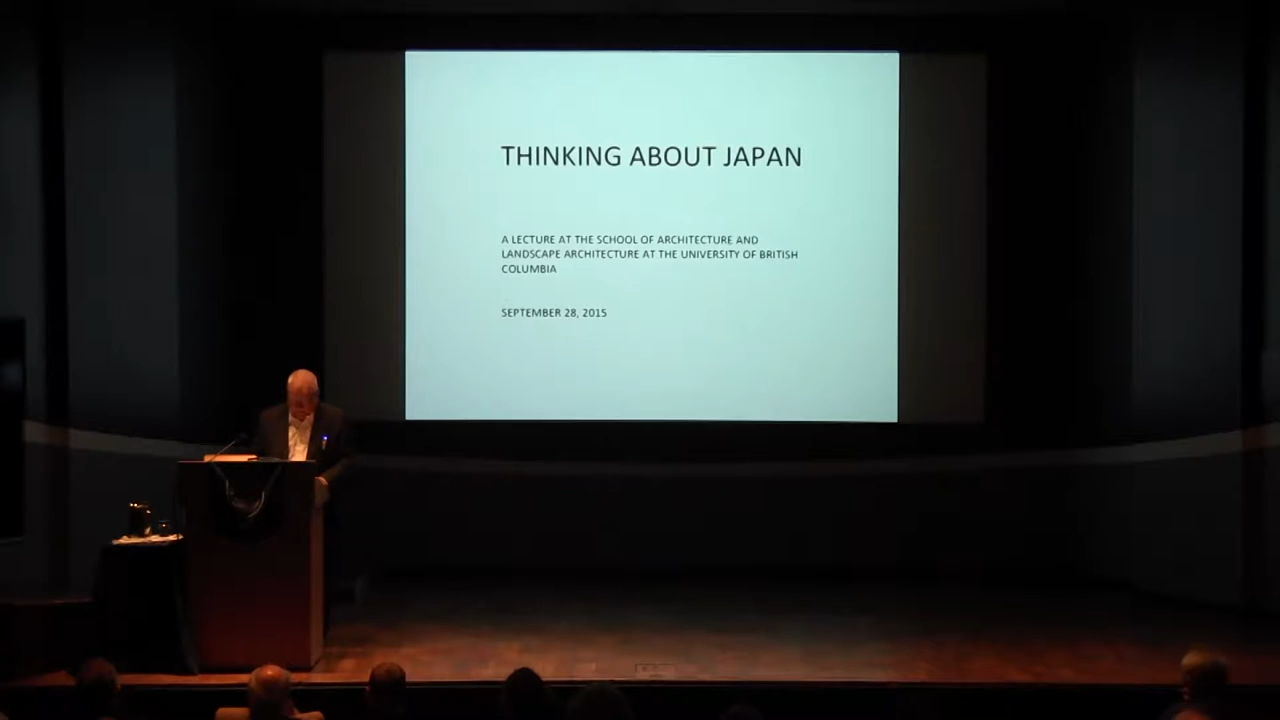 THINKING ABOUT JAPAN
A LECTURE AT THE SCHOOL OF ARCHITECTURE AND
LANDSCAPE ARCHITECTURE AT THE UNIVERSITY OF BRITISH
COLUMBIA
SEPTEMBER 28, 2015